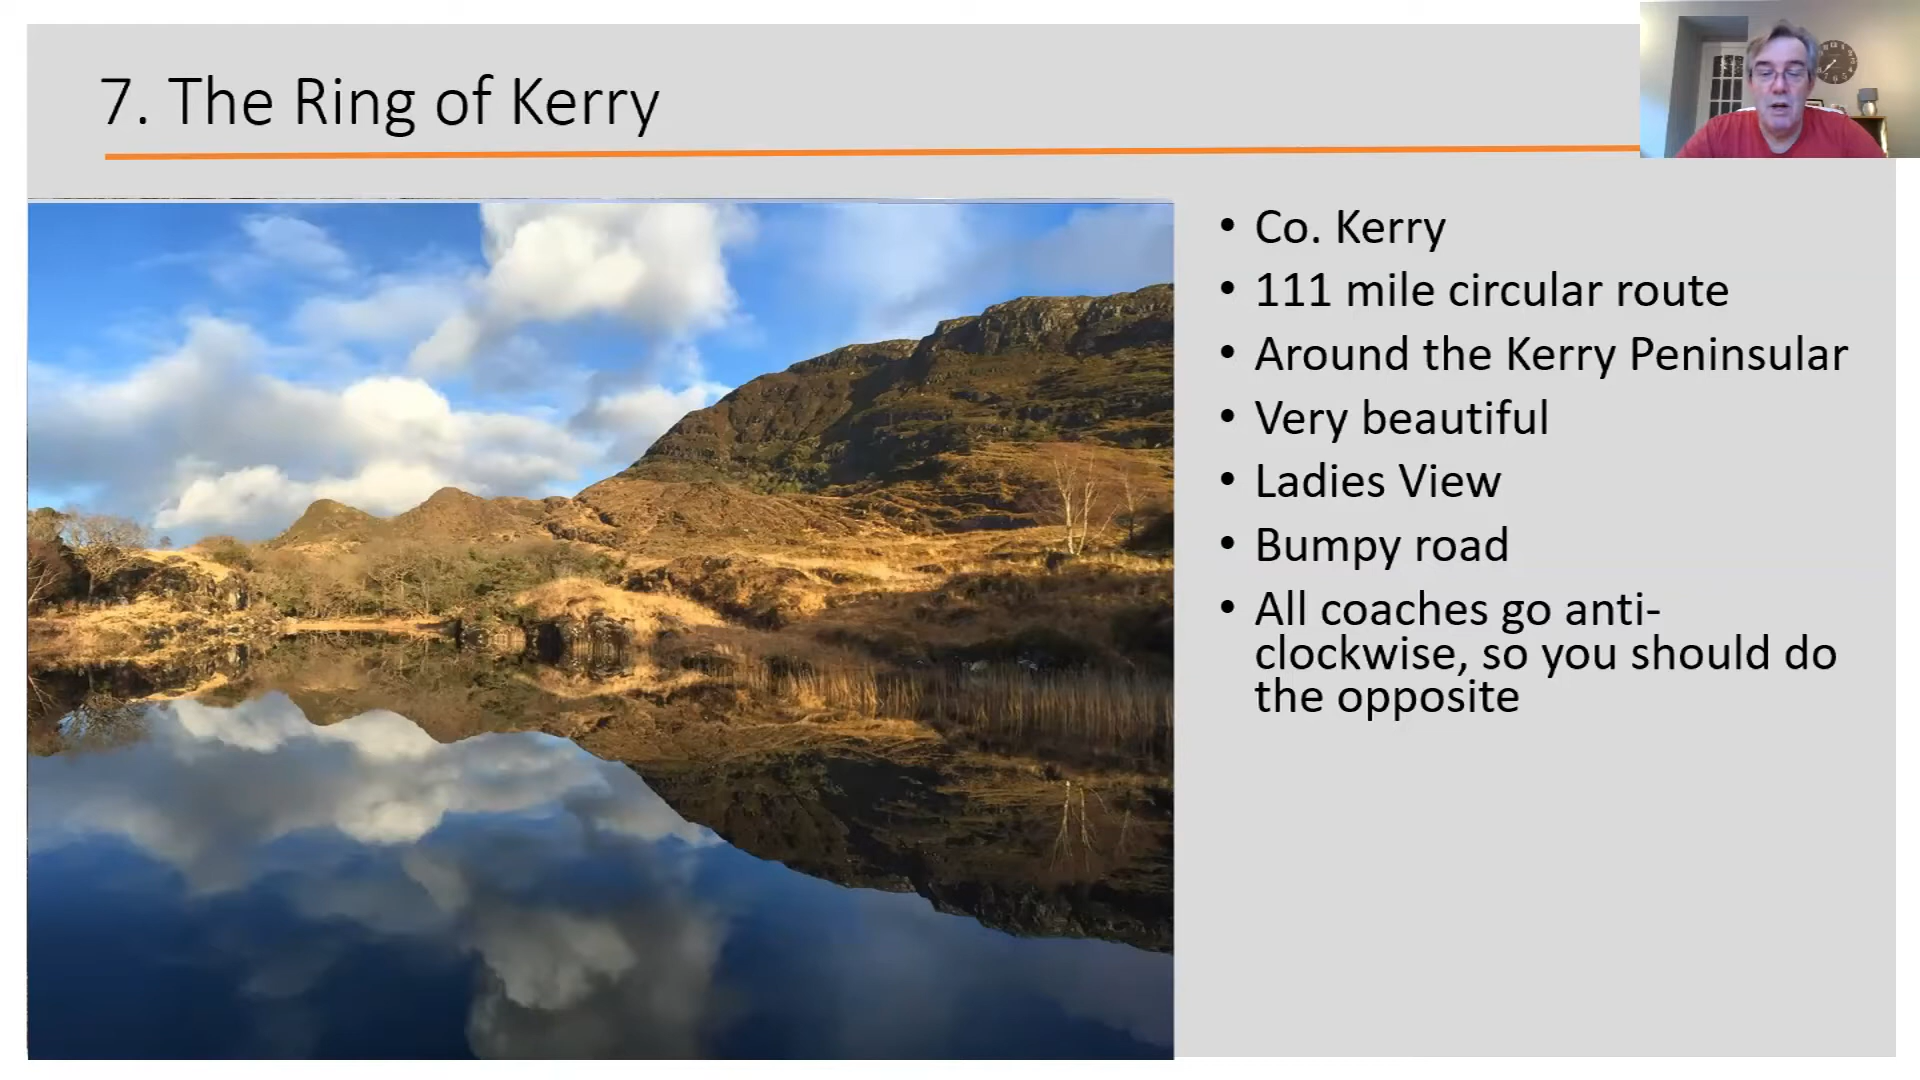 7. The Ring of Kerry
• Co. Kerry
• 111 mile circular route
• Around the Kerry Peninsular
• Very beautiful
• Ladies View
• Bumpy road
• All coaches go anti-
clockwise, so you should do
the opposite